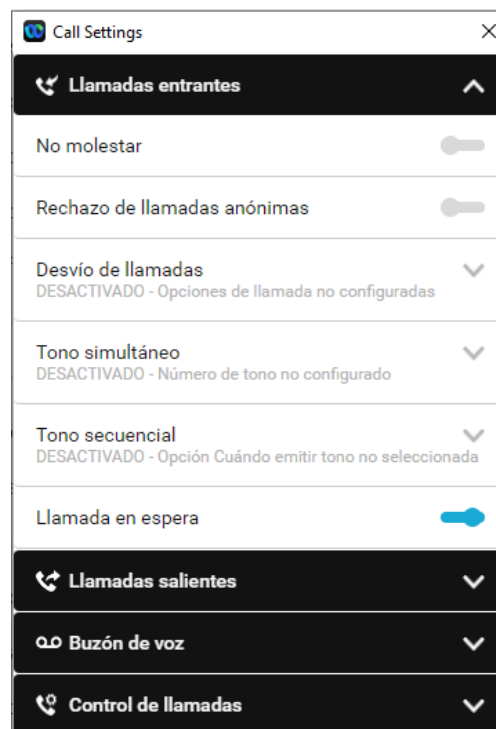 Call Settings
Llamadas entrantes
No molestar
Rechazo de llamadas anónimas
Desvío de llamadas
DESACTIVADO - Opciones de llamada no configuradas
Tono simultáneo
DESACTIVADO - Número de tono no configurado
Tono secuencial
DESACTIVADO - Opción Cuándo emitir tono no seleccionada
Llamada en espera
Llamadas salientes
Buzón de voz
Control de llamadas